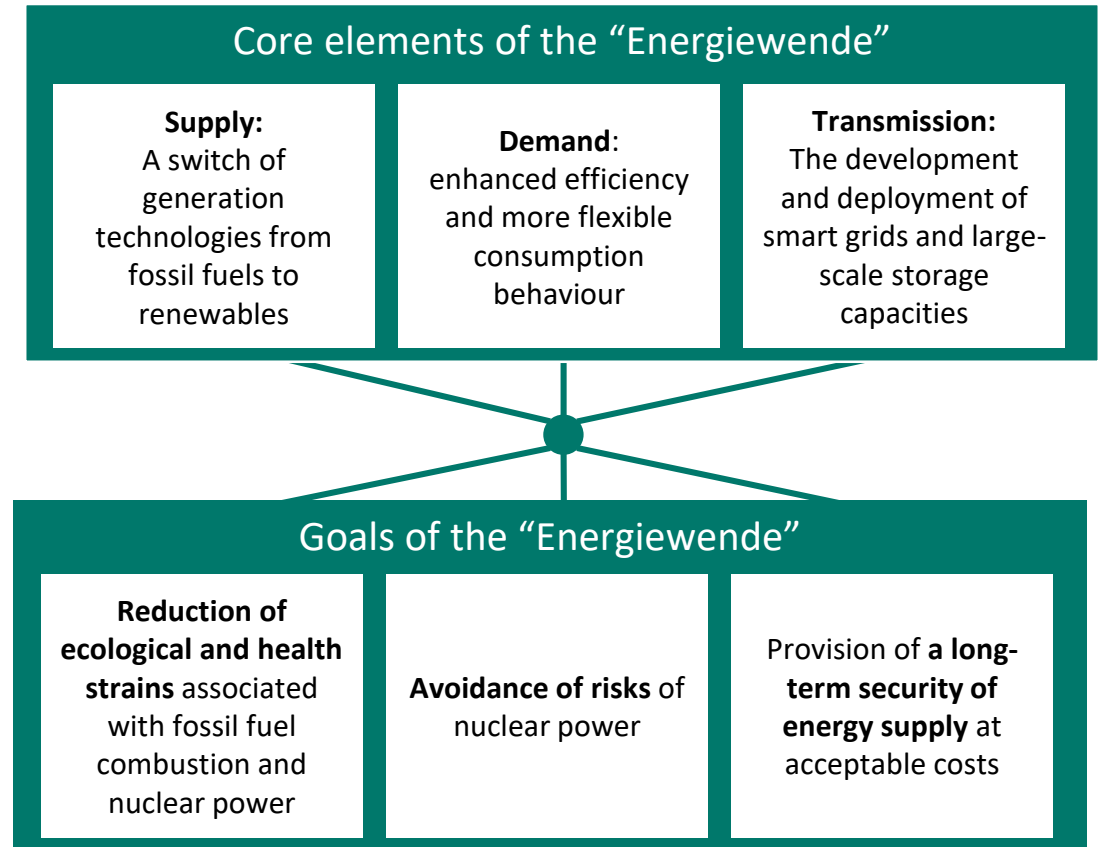 Core elements of the “Energiewende”
Supply:
A switch of
generation
technologies from
fossil fuels to
renewables
Demand:
enhanced efficiency
and more flexible
consumption
behaviour
Transmission:
The development
and deployment of
smart grids and large-
scale storage
capacities
Goals of the “Energiewende”
Reduction of
ecological and health
strains associated
with fossil fuel
combustion and
nuclear power
Avoidance of risks of
nuclear power
Provision of a long-
term security of
energy supply at
acceptable costs